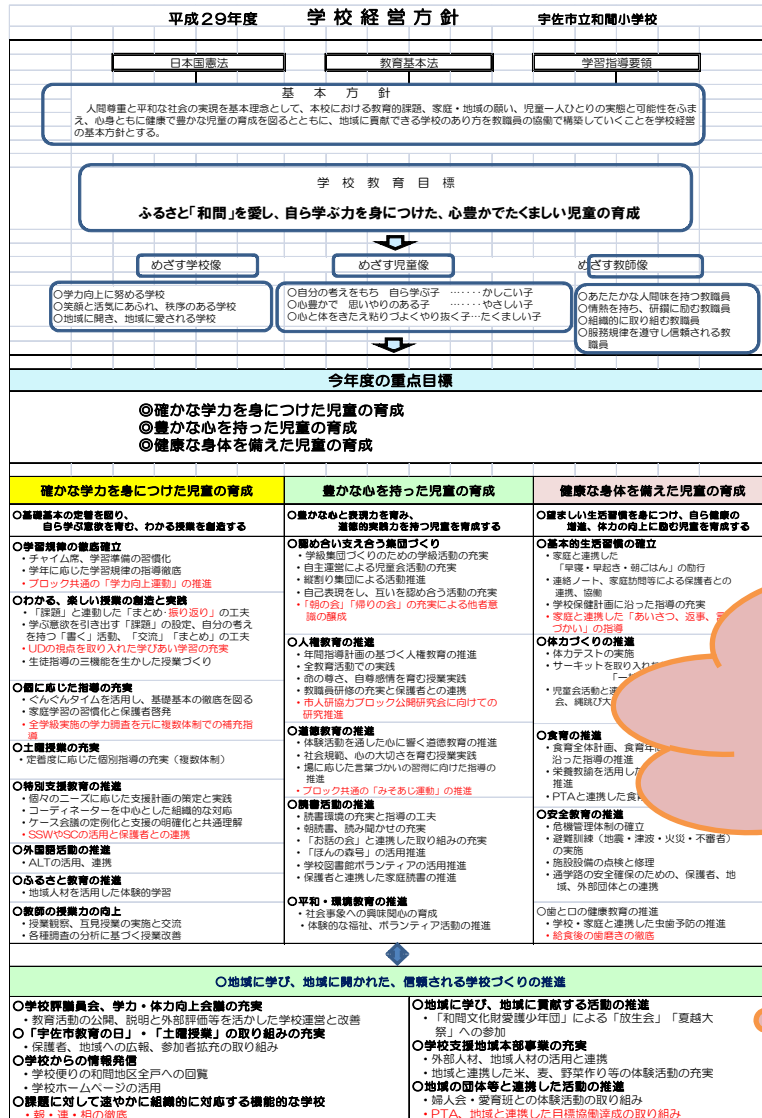 平成29年度 学校経営方針 宇佐市立和間小学校
日本国憲法 教育基本法 学習指導要領
基本方針
人間尊重と平和な社会の実現を基本理念として、本校における教育的課題、家庭・地域の願い、児童一人ひとりの実態と可能性をふま
え、心身ともに健康で豊かな児童の育成を図るとともに、地域に貢献できる学校のあり方を教職員の協働で構築していくことを学校経営
の基本方針とする。
学校教育目標
ふるさと「和間」を愛し、自ら学ぶ力を身につけた、心豊かでたくましい児童の育成
めざす学校像
○学力向上に努める学校
○笑顔と活気にあふれ、秩序のある学校
○地域に開き、地域に愛される学校
めざす児童像
○自分の考えをもち 自ら学ぶ子 …‥‥かしこい子
○心豊かで 思いやりのある子 …‥‥やさしい子
○心と体をきたえ粘りづよくやり抜く子…たくましい子
めざす教師像
○あたたかな人間味を持つ教職員
○情熱を持ち、研鑽に励む教職員
○組織的に取り組む教職員
○服務規律を遵守し信頼される教
職員
今年度の重点目標
◎確かな学力を身につけた児童の育成
◎豊かな心を持った児童の育成
◎健康な身体を備えた児童の育成
確かな学力を身につけた児童の育成
○基礎基本の定着を図り、
自ら学ぶ意欲を育む、わかる授業を創造する
○学習規律の徹底確立
・チャイム席、学習準備の習慣化
・学年に応じた学習規律の指導徹底
・ブロック共通の「学力向上運動」の推進
○わかる、楽しい授業の創造と実践
・「課題」と連動した「まとめ・振り返り」の工夫
・学ぶ意欲を引き出す「課題」の設定、自分の考え
を持つ「書く」活動、「交流」「まとめ」の工夫
・UDの視点を取り入れた学びあい学習の充実
・生徒指導の三機能を生かした授業づくり
○個に応じた指導の充実
・ぐんぐんタイムを活用し、基礎基本の徹底を図る
・家庭学習の習慣化と保護者啓発
・全学級実施の学力調査を元に複数体制での補充指
導
○土曜授業の充実
・定着度に応じた個別指導の充実（複数体制）
○特別支援教育の推進
・個々のニーズに応じた支援計画の策定と実践
・コーディネーターを中心とした組織的な対応
・ケース会議の定例化と支援の明確化と共通理解
・SSWやSCの活用と保護者との連携
○外国語活動の推進
・ALTの活用、連携
○ふるさと教育の推進
・地域人材を活用した体験的学習
○教師の授業力の向上
・授業観察、互見授業の実施と交流
・各種調査の分析に基づく授業改善
豊かな心を持った児童の育成
○豊かな心と表現力を育み、
道徳的実践力を持つ児童を育成する
○認め合い支え合う集団づくり
・学級集団づくりのための学級活動の充実
・自主運営による児童会活動の充実
・縦割り集団による活動推進
・自己表現をし、互いを認め合う活動の充実
・「朝の会」「帰りの会」の充実による他者意
識の醸成
○人権教育の推進
・年間指導計画の基づく人権教育の推進
・全教育活動での実践
・命の尊さ、自尊感情を育む授業実践
・教職員研修の充実と保護者との連携
・市人研協力ブロック公開研究会に向けての
研究推進
○道徳教育の推進
・体験活動を通した心に響く道徳教育の推進
・社会規範、心の大切さを育む授業実践
・場に応じた言葉づかいの習得に向けた指導の
推進
・ブロック共通の「みそあじ運動」の推進
○読書活動の推進
・読書環境の充実と指導の工夫
・朝読書、読み聞かせの充実
・「お話の会」と連携した取り組みの充実
・「ほんの森号」の活用推進
・学校図書館ボランティアの活用推進
・保護者と連携した家庭読書の推進
○平和・環境教育の推進
・社会事象への興味関心の育成
・体験的な福祉、ボランティア活動の推進
健康な身体を備えた児童の育成
○望ましい生活習慣を身につけ、自ら健康の
増進、体力の向上に励む児童を育成する
○基本的生活習慣の確立
・家庭と連携した
「早寝・早起き・朝ごはん」の励行
・連絡ノート、家庭訪問等による保護者との
連携、協働
・学校保健計画に沿った指導の充実
・家庭と連携した「あいさつ、返事、
づかい」の指導
○体力づくりの推進
・体力テストの実施
・サーキットを取り入れ
「一
・児童会活動と
会、縄跳び大
○食育の推進
・食育全体計画、食育年
沿った指導の推進
・栄養教諭を活用した
推進
・PTAと連携した食
○安全教育の推進
・危機管理体制の確立
・避難訓練（地震・津波・火災・不審者）
の実施
・施設設備の点検と修理
・通学路の安全確保のための、保護者、地
域、外部団体との連携
○歯と口の健康教育の推進
・学校・家庭と連携した虫歯予防の推進
・給食後の歯磨きの徹底
○地域に学び、地域に開かれた、信頼される学校づくりの推進
○学校評議員会、学力・体力向上会議の充実
・教育活動の公開、説明と外部評価等を活かした学校運営と改善
○「宇佐市教育の日」・「土曜授業」の取り組みの充実
・保護者、地域への広報、参加者拡充の取り組み
○学校からの情報発信
・学校便りの和間地区全戸への回覧
・学校ホームページの活用
○課題に対して速やかに組織的に対応する機能的な学校
・報・連・相の徹底
○地域に学び、地域に貢献する活動の推進
・「和間文化財愛護少年団」による「放生会」「夏越大
祭」への参加
○学校支援地域本部事業の充実
・外部人材、地域人材の活用と連携
・地域と連携した米、麦、野菜作り等の体験活動の充実
○地域の団体等と連携した活動の推進
・婦人会・愛育班との体験活動の取り組み
・PTA、地域と連携した目標協働達成の取り組み